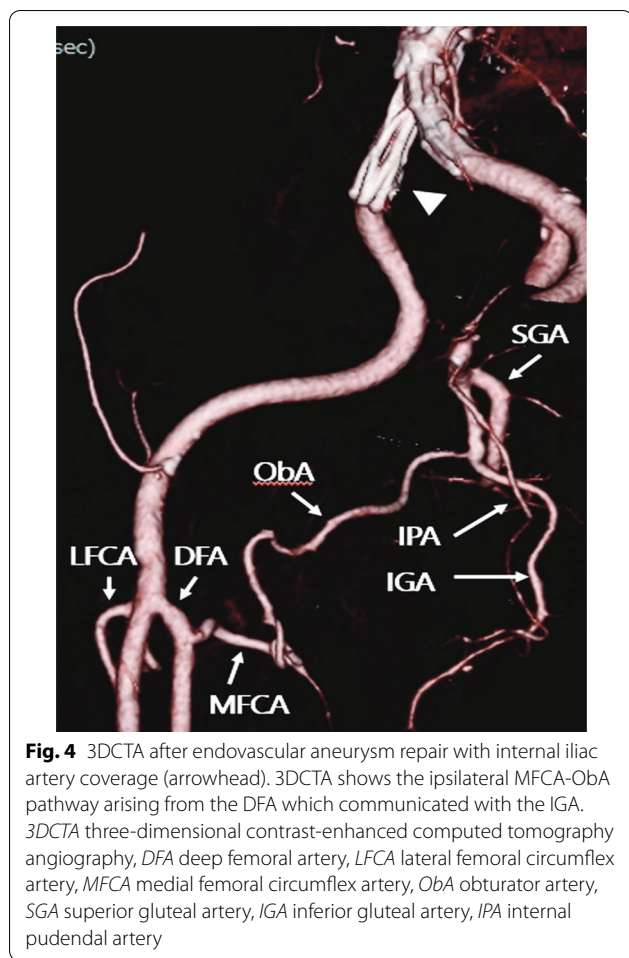 sec)
SGA
ObA
IPA
LFCA DFA
IGA
MFCA
Fig. 4 3DCTA after endovascular aneurysm repair with internal iliac
artery coverage (arrowhead). 3DCTA shows the ipsilateral MFCA-ObA
pathway arising from the DFA which communicated with the IGA.
3DCTA three-dimensional contrast-enhanced computed tomography
angiography, DFA deep femoral artery, LFCA lateral femoral circumflex
artery, MFCA medial femoral circumflex artery, ObA obturator artery,
SGA superior gluteal artery, IGA inferior gluteal artery, IPA internal
pudendal artery